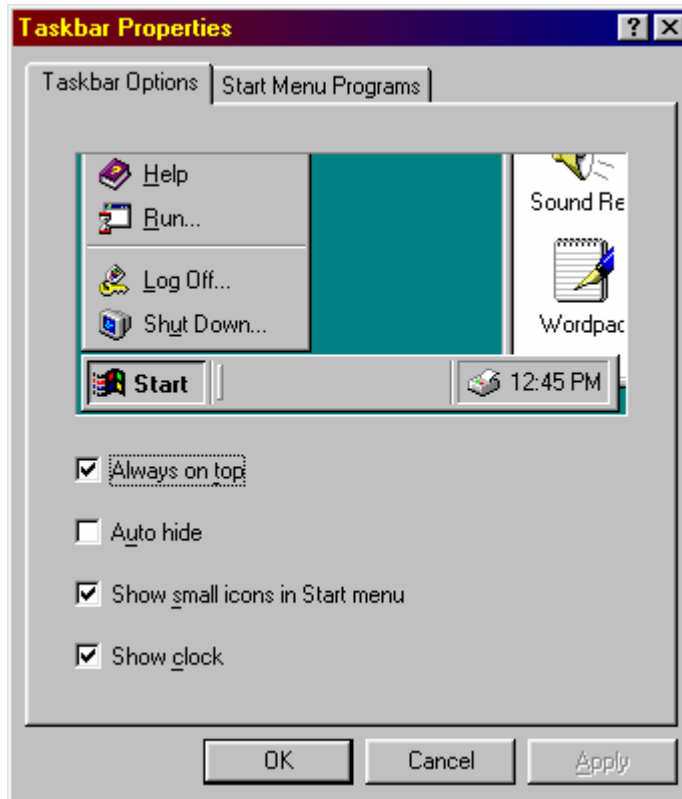 Taskbar Properties
Taskbar Options
Start Menu Programs
Help
Run...
Log Off...
Shut Down...
Sound Re
Wordpac
Start
12:45 PM
Always on top
Auto hide
Show small icons in Start menu
Show clock
OK
Cancel
Apply